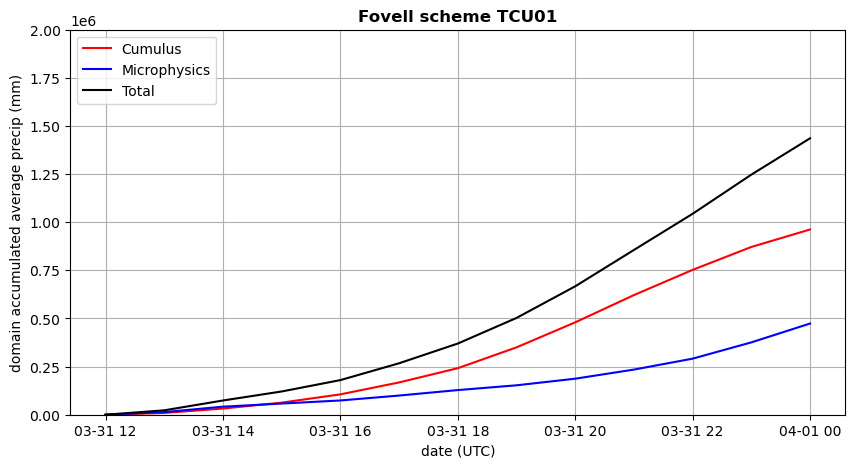 Fovell scheme TCU01
1e6
2.00
1.75
1.50
1.25
1.00
0.75
0.50
0.25
0.00
domain accumulated average precip (mm)
Cumulus
Microphysics
Total
03-31 12
03-31 14
03-31 16
03-31 18
03-31 20
03-31 22
04-01 00
date (UTC)